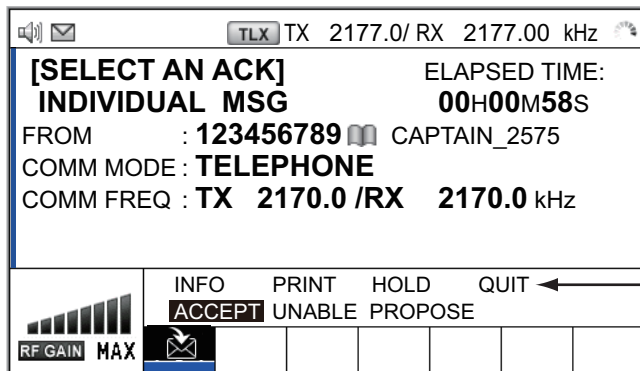 TLX TX 2177.0/ RX 2177.00 kHz
[SELECT AN ACK] ELAPSED TIME:
INDIVIDUAL MSG 00H00M58S
FROM : 123456789 CAPTAIN_2575
COMM MODE : TELEPHONE
COMM FREQ : TX 2170.0 /RX 2170.0 kHz
INFO PRINT HOLD QUIT
ACCEPT UNABLE PROPOSE
RF GAIN MAX